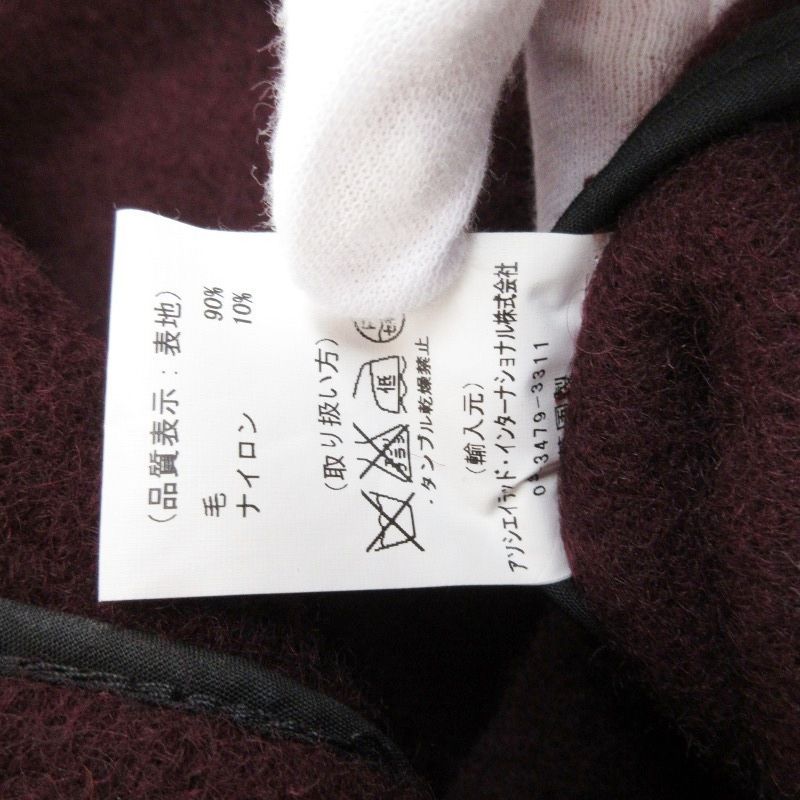 (品質表示:表地)
毛 90%
ナイロン 10%
(取り扱い方)
低
・タンブル乾燥禁止
(輸入元)
アソシエイテッド・インターナショナル株式会社
3479-3311